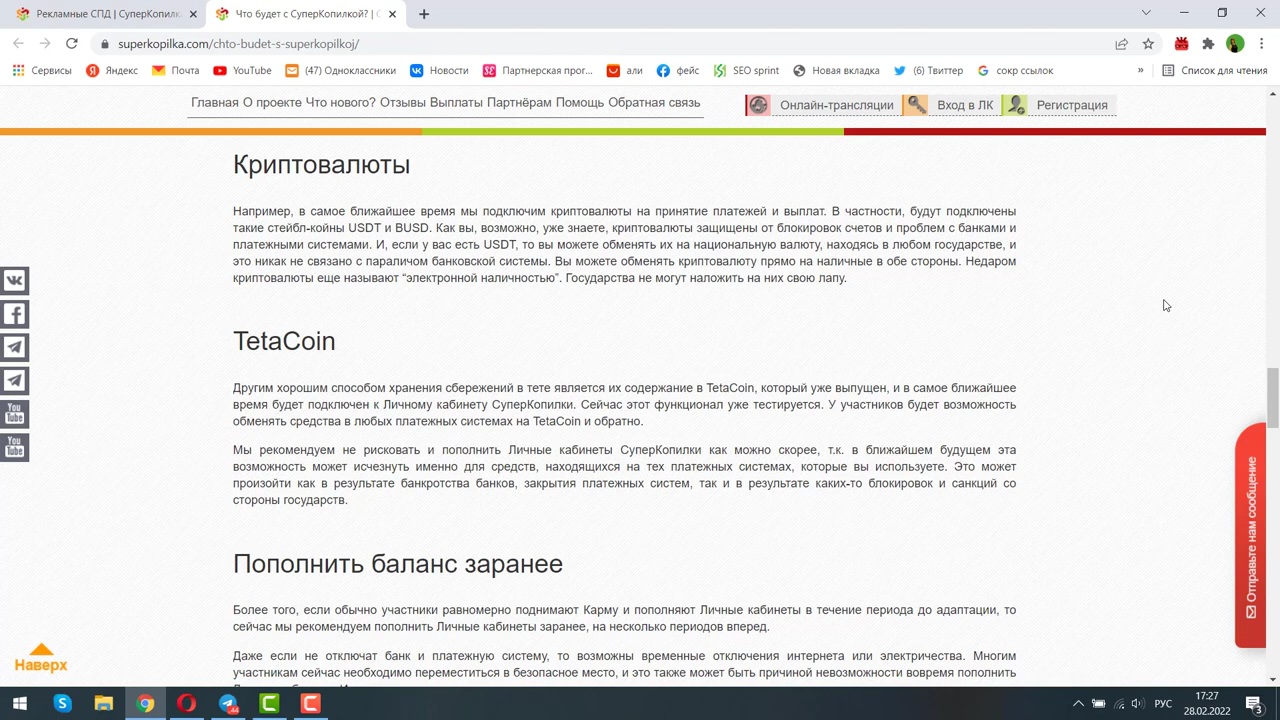 Рекламные СПД | СуперКопилк
Что будет с СуперКопилкой? | С
superkopilka.com/chto-budet-s-superkopilkoj/
Сервисы Яндекс Почта YouTube (47) Одноклассники Новости Партнерская прог... али фейс SEO sprint Новая вкладка (6) Твиттер сокр ссылок » Список для чтения
Главная О проекте Что нового? Отзывы Выплаты Партнёрам Помощь Обратная связь
Онлайн-трансляции Вход в ЛК Регистрация
Криптовалюты
Например, в самое ближайшее время мы подключим криптовалюты на принятие платежей и выплат. В частности, будут подключены
такие стейбл-койны USDT и BUSD. Как вы, возможно, уже знаете, криптовалюты защищены от блокировок счетов и проблем с банками и
платежными системами. И, если у вас есть USDT, то вы можете обменять их на национальную валюту, находясь в любом государстве, и
это никак не связано с параличом банковской системы. Вы можете обменять криптовалюту прямо на наличные в обе стороны. Недаром
криптовалюты еще называют “электронной наличностью”. Государства не могут наложить на них свою лапу.
TetaCoin
Другим хорошим способом хранения сбережений в тете является их содержание в TetaCoin, который уже выпущен, и в самое ближайшее
время будет подключен к Личному кабинету СуперКопилки. Сейчас этот функционал уже тестируется. У участников будет возможность
обменять средства в любых платежных системах на TetaCoin и обратно.
Мы рекомендуем не рисковать и пополнить Личные кабинеты СуперКопилки как можно скорее, т.к. в ближайшем будущем эта
возможность может исчезнуть именно для средств, находящихся на тех платежных системах, которые вы используете. Это может
произойти как в результате банкротства банков, закрытия платежных систем, так и в результате каких-то блокировок и санкций со
стороны государств.
Пополнить баланс заранее
Более того, если обычно участники равномерно поднимают Карму и пополняют Личные кабинеты в течение периода до адаптации, то
сейчас мы рекомендуем пополнить Личные кабинеты заранее, на несколько периодов вперед.
Даже если не отключат банк и платежную систему, то возможны временные отключения интернета или электричества. Многим
участникам сейчас необходимо переместиться в безопасное место, и это также может быть причиной невозможности вовремя пополнить
You Tube
You Tube
Наверх
Отправьте нам сообщение
44
РУС
17:27
28.02.2022
3